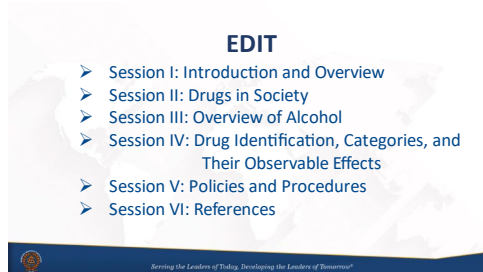 EDIT
➢ Session I: Introduction and Overview
➢ Session II: Drugs in Society
➢ Session III: Overview of Alcohol
➢ Session IV: Drug Identification, Categories, and
Their Observable Effects
➢ Session V: Policies and Procedures
➢ Session VI: References
Serving the Leaders of Today, Developing the Leaders of Tomorrow®